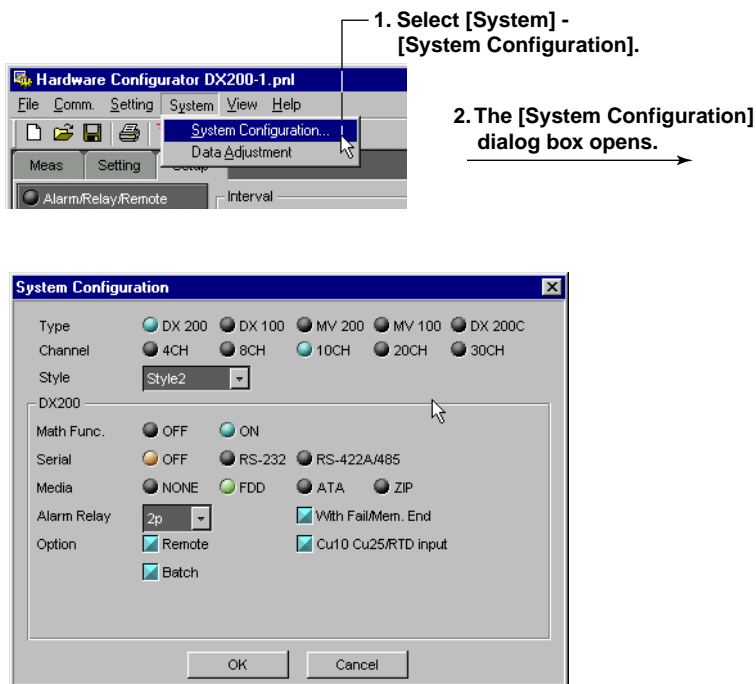 1. Select [System] -
[System Configuration].
Hardware Configurator DX200-1.pnl
File Comm. Setting System View Help
System Configuration...
Data Adjustment
2. The [System Configuration]
dialog box opens.
Meas Setting Setup
Alarm/Relay/Remote Interval
System Configuration
Type DX 200 DX 100 MV 200 MV 100 DX 200C
Channel 4CH 8CH 10CH 20CH 30CH
Style Style2
DX200
Math Func. OFF ON
Serial OFF RS-232 RS-422A/485
Media NONE FDD ATA ZIP
Alarm Relay 2p With Fail/Mem. End
Option Remote Cu10 Cu25/RTD input
Batch
OK Cancel